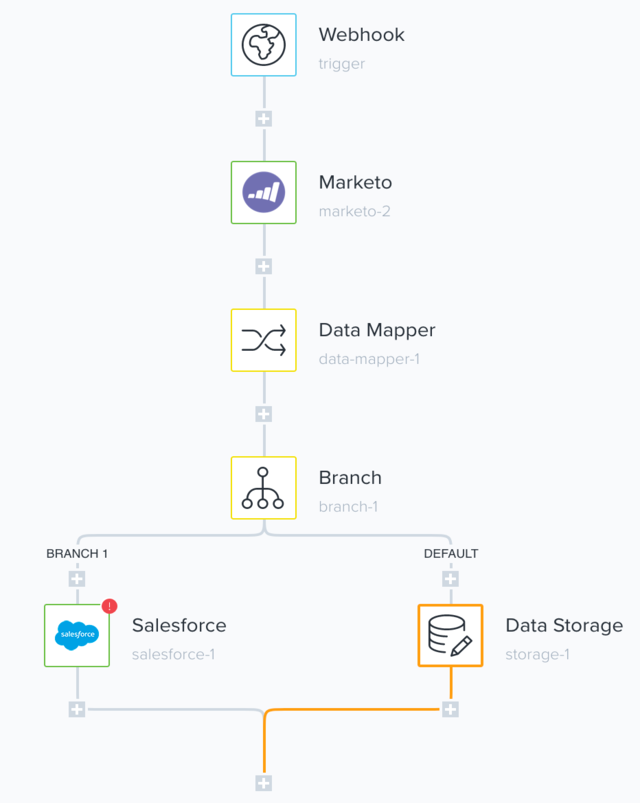 Webhook
trigger
Marketo
marketo-2
Data Mapper
data-mapper-1
Branch
branch-1
BRANCH 1
DEFAULT
!
salesforce
Salesforce
salesforce-1
Data Storage
storage-1